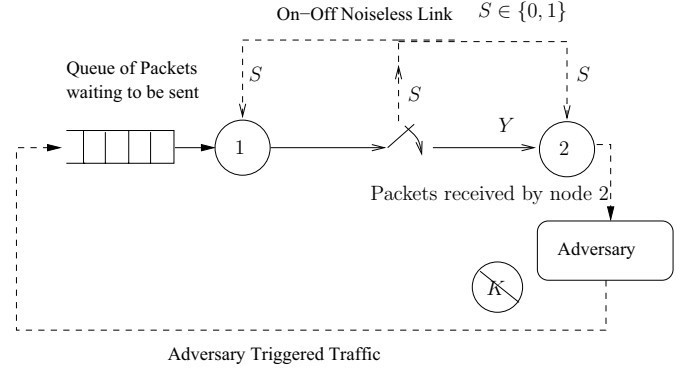 On−Off Noiseless Link S ∈ {0, 1}
Queue of Packets
waiting to be sent
S
S
S
1
Y
2
Packets received by node 2
Adversary
K
Adversary Triggered Traffic